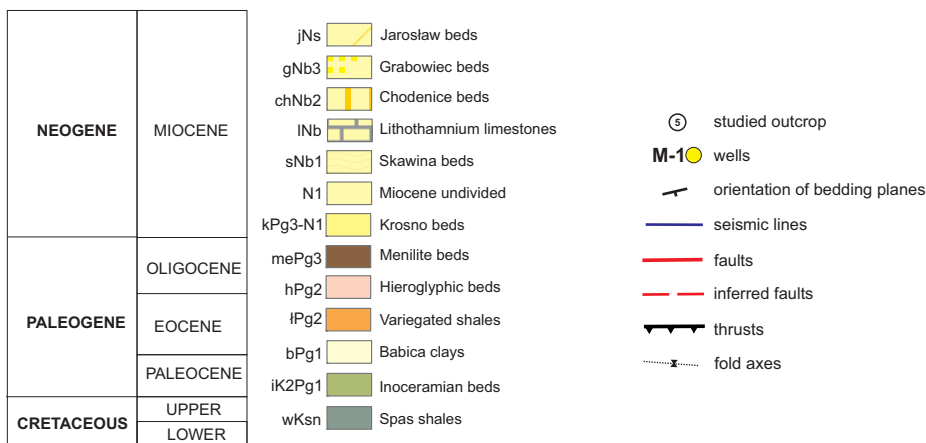 NEOGENE
MIOCENE
PALEOGENE
OLIGOCENE
EOCENE
PALEOCENE
CRETACEOUS
UPPER
LOWER
jNs Jarosław beds
gNb3 Grabowiec beds
chNb2 Chodenice beds
lNb Lithothamnium limestones
sNb1 Skawina beds
N1 Miocene undivided
kPg3-N1 Krosno beds
mePg3 Menilite beds
hPg2 Hieroglyphic beds
łPg2 Variegated shales
bPg1 Babica clays
iK2Pg1 Inoceramian beds
wKsn Spas shales
5 studied outcrop
M-1 wells
orientation of bedding planes
seismic lines
faults
inferred faults
thrusts
fold axes